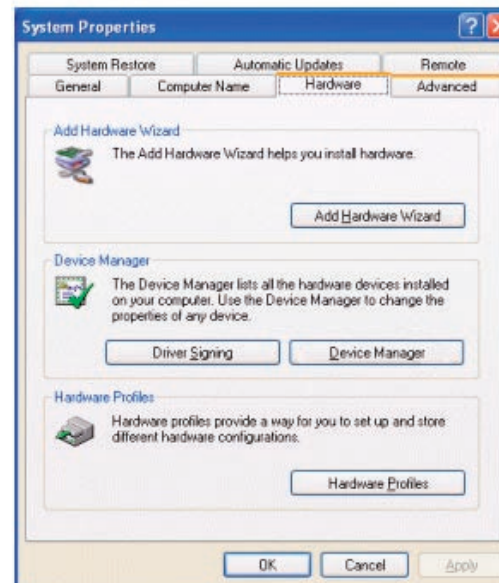 System Properties
?
System Restore Automatic Updates Remote
General Computer Name Hardware Advanced
Add Hardware Wizard
The Add Hardware Wizard helps you install hardware.
Add Hardware Wizard
Device Manager
The Device Manager lists all the hardware devices installed
on your computer. Use the Device Manager to change the
properties of any device.
Driver Signing Device Manager
Hardware Profiles
Hardware profiles provide a way for you to set up and store
different hardware configurations.
Hardware Profiles
OK Cancel Apply